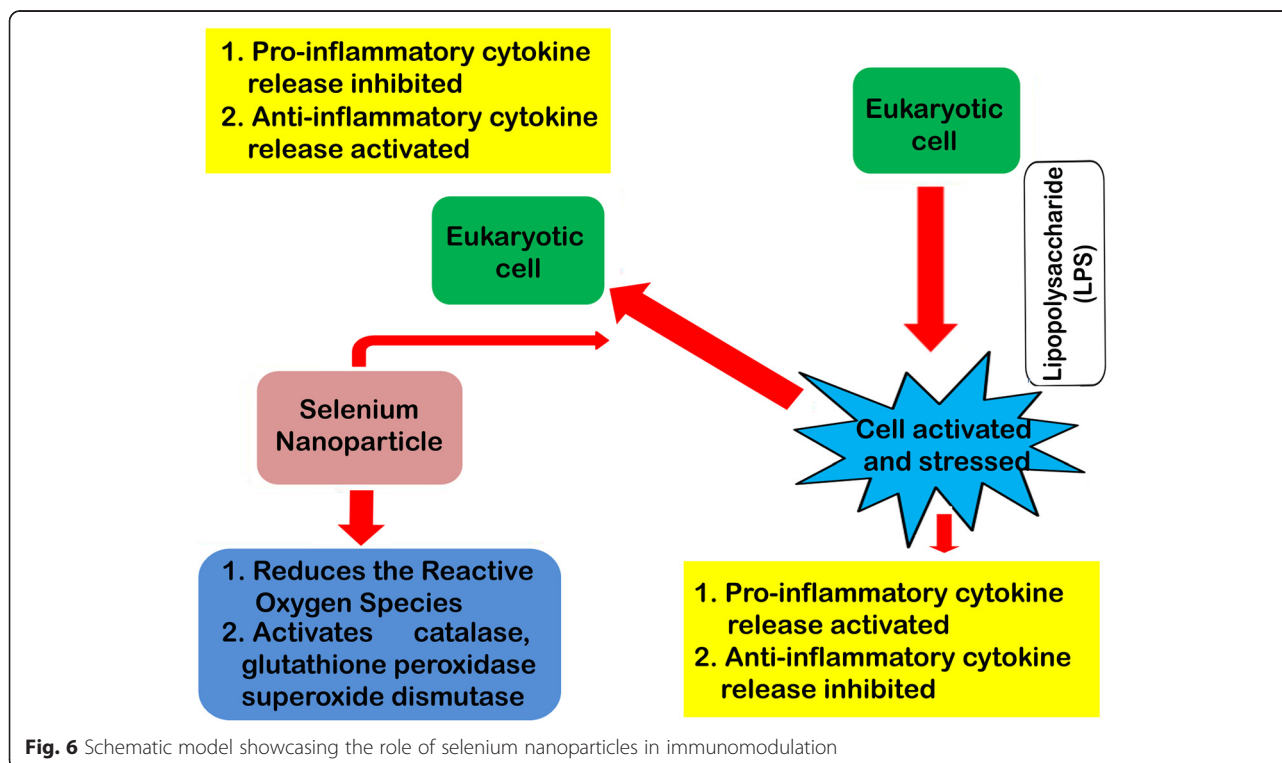 1. Pro-inflammatory cytokine
release inhibited
2. Anti-inflammatory cytokine
release activated
Eukaryotic
cell
Lipopolysaccharide
(LPS)
Eukaryotic
cell
Selenium
Nanoparticle
Cell activated
and stressed
1. Reduces the Reactive
Oxygen Species
2. Activates catalase,
glutathione peroxidase
superoxide dismutase
1. Pro-inflammatory cytokine
release activated
2. Anti-inflammatory cytokine
release inhibited
Fig. 6 Schematic model showcasing the role of selenium nanoparticles in immunomodulation